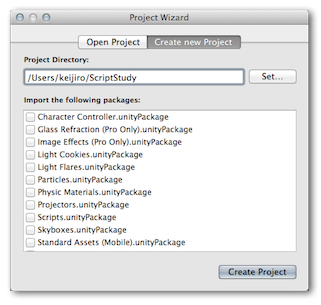 Project Wizard
Open Project Create new Project
Project Directory:
/Users/keijiro/ScriptStudy Set...
Import the following packages:
Character Controller.unityPackage
Glass Refraction (Pro Only).unityPackage
Image Effects (Pro Only).unityPackage
Light Cookies.unityPackage
Light Flares.unityPackage
Particles.unityPackage
Physic Materials.unityPackage
Projectors.unityPackage
Scripts.unityPackage
Skyboxes.unityPackage
Standard Assets (Mobile).unityPackage
Create Project